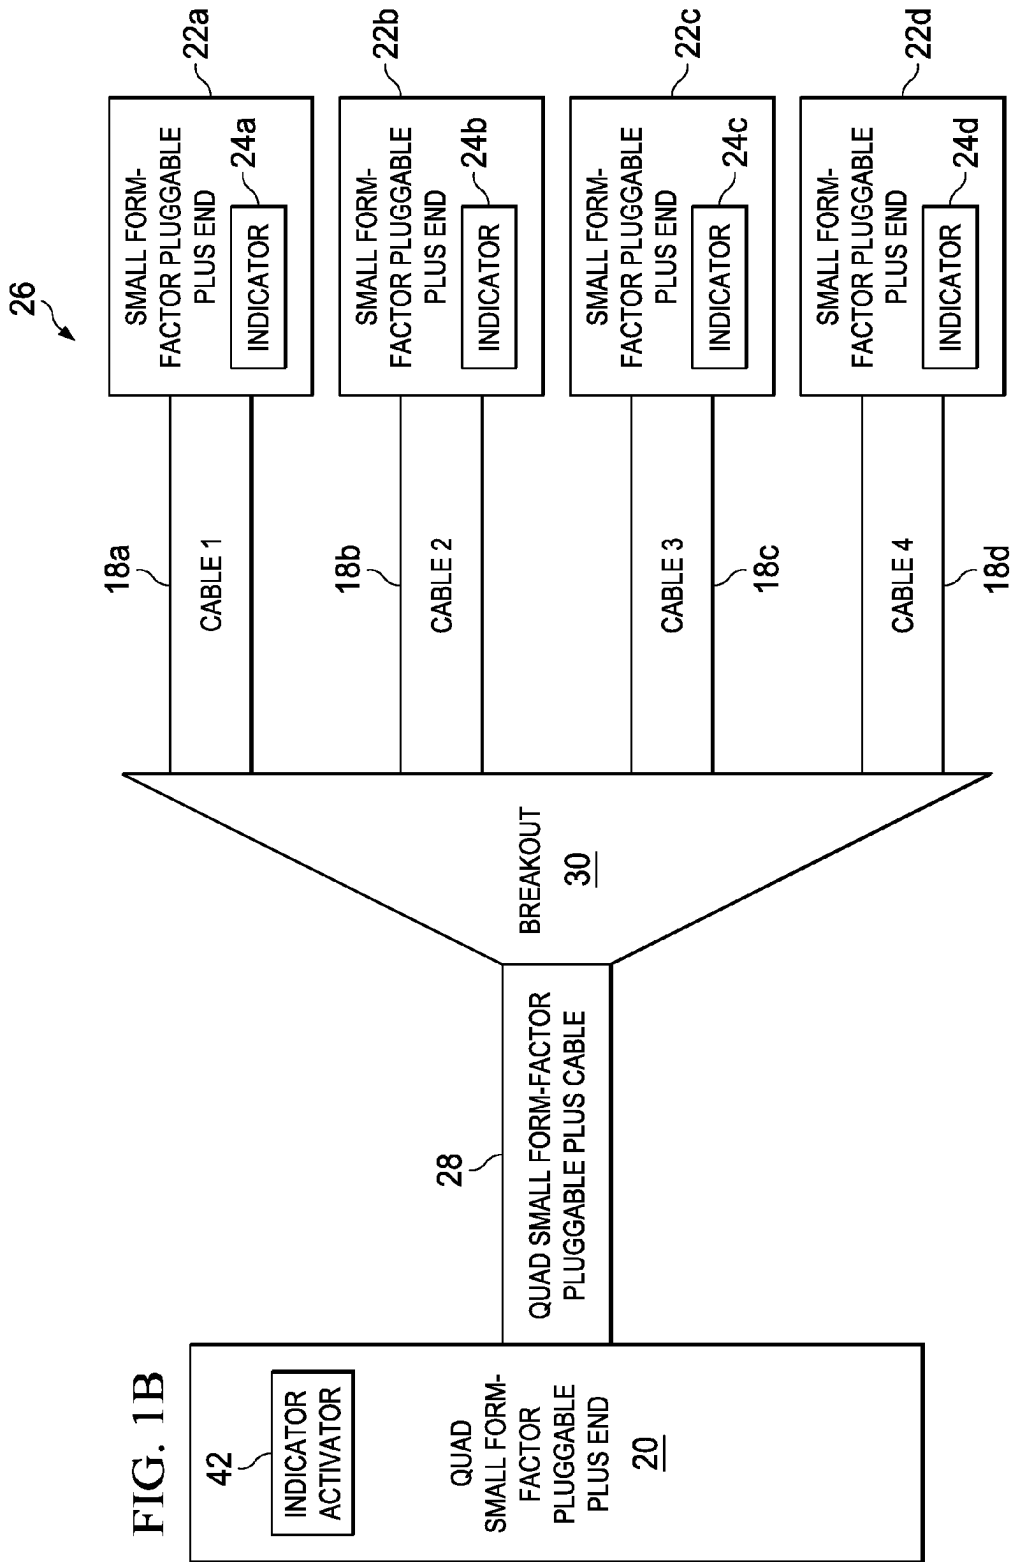 FIG. 1B
42
INDICATOR
ACTIVATOR
QUAD
SMALL FORM-
FACTOR
PLUGGABLE
PLUS END
20
28
QUAD SMALL FORM-FACTOR
PLUGGABLE PLUS CABLE
BREAKOUT
30
26
18a
CABLE 1
SMALL FORM-
FACTOR PLUGGABLE
PLUS END
24a
INDICATOR
22a
18b
CABLE 2
SMALL FORM-
FACTOR PLUGGABLE
PLUS END
24b
INDICATOR
22b
CABLE 3
18c
SMALL FORM-
FACTOR PLUGGABLE
PLUS END
24c
INDICATOR
22c
CABLE 4
18d
SMALL FORM-
FACTOR PLUGGABLE
PLUS END
24d
INDICATOR
22d